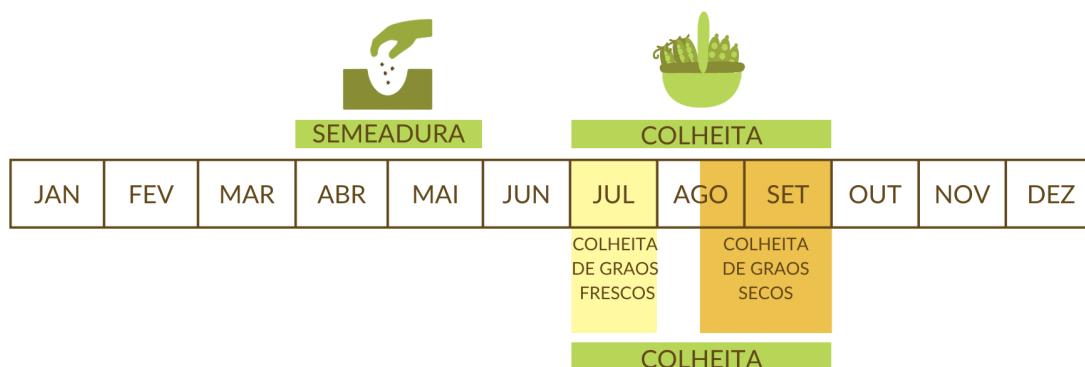 SEMEADURA
COLHEITA
JAN FEV MAR ABR MAI JUN JUL AGO SET OUT NOV DEZ
COLHEITA
DE GRAOS
FRESCOS
COLHEITA
DE GRAOS
SECOS
COLHEITA